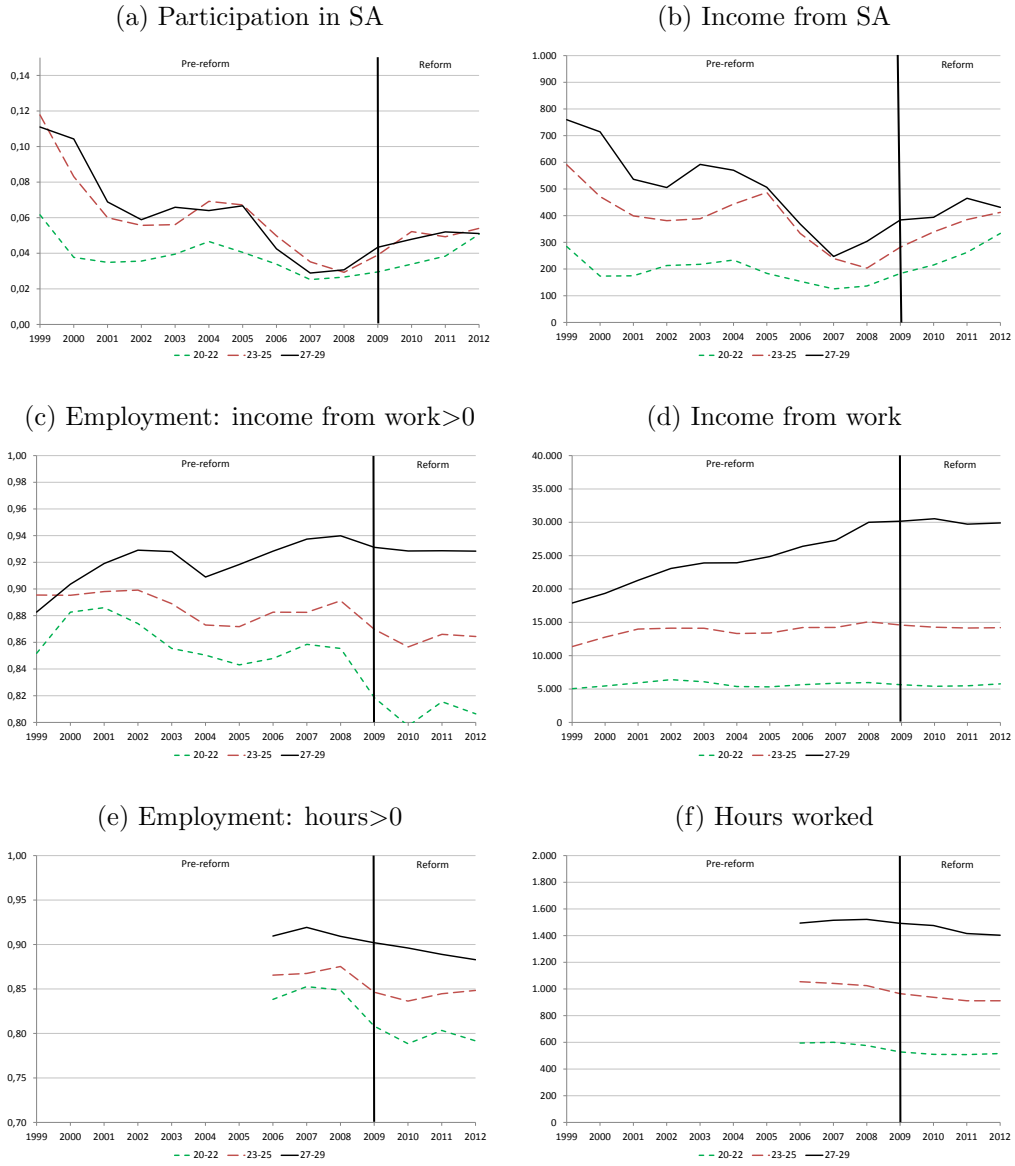 (a) Participation in SA
Pre-reform Reform
0,14
0,12
0,10
0,08
0,06
0,04
0,02
0,00
1999 2000 2001 2002 2003 2004 2005 2006 2007 2008 2009 2010 2011 2012
20-22 23-25 27-29
(b) Income from SA
Pre-reform Reform
1.000
900
800
700
600
500
400
300
200
100
0
1999 2000 2001 2002 2003 2004 2005 2006 2007 2008 2009 2010 2011 2012
20-22 23-25 27-29
(c) Employment: income from work>0
Pre-reform Reform
1,00
0,98
0,96
0,94
0,92
0,90
0,88
0,86
0,84
0,82
0,80
1999 2000 2001 2002 2003 2004 2005 2006 2007 2008 2009 2010 2011 2012
20-22 23-25 27-29
(d) Income from work
Pre-reform Reform
40.000
35.000
30.000
25.000
20.000
15.000
10.000
5.000
0
1999 2000 2001 2002 2003 2004 2005 2006 2007 2008 2009 2010 2011 2012
20-22 23-25 27-29
(e) Employment: hours>0
Pre-reform Reform
1,00
0,95
0,90
0,85
0,80
0,75
0,70
1999 2000 2001 2002 2003 2004 2005 2006 2007 2008 2009 2010 2011 2012
20-22 23-25 27-29
(f) Hours worked
Pre-reform Reform
2.000
1.800
1.600
1.400
1.200
1.000
800
600
400
200
0
1999 2000 2001 2002 2003 2004 2005 2006 2007 2008 2009 2010 2011 2012
20-22 23-25 27-29